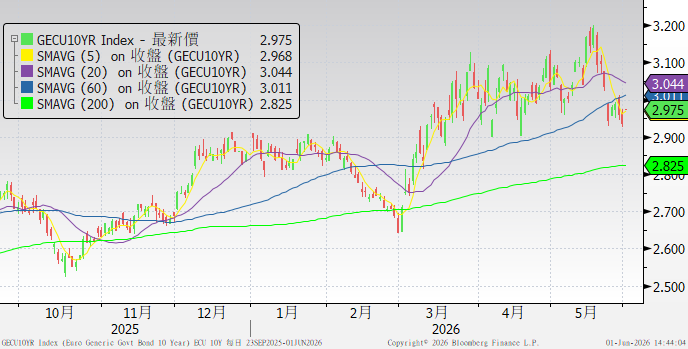 GECU10YR Index - 最新價 2.975
SMAVG (5) on 收盤 (GECU10YR) 2.968
SMAVG (20) on 收盤 (GECU10YR) 3.044
SMAVG (60) on 收盤 (GECU10YR) 3.011
SMAVG (200) on 收盤 (GECU10YR) 2.825
3.200
3.100
3.044
3.011
2.975
2.900
2.825
2.800
2.700
2.600
2.500
10月 11月 12月 1月 2月 3月 4月 5月
2025 2026
GECU10YR Index (Euro Generic Govt Bond 10 Year) ECU 10Y 每日 23SEP2025-01JUN2026 Copyright© 2026 Bloomberg Finance L.P. 01-Jun-2026 14:44:04